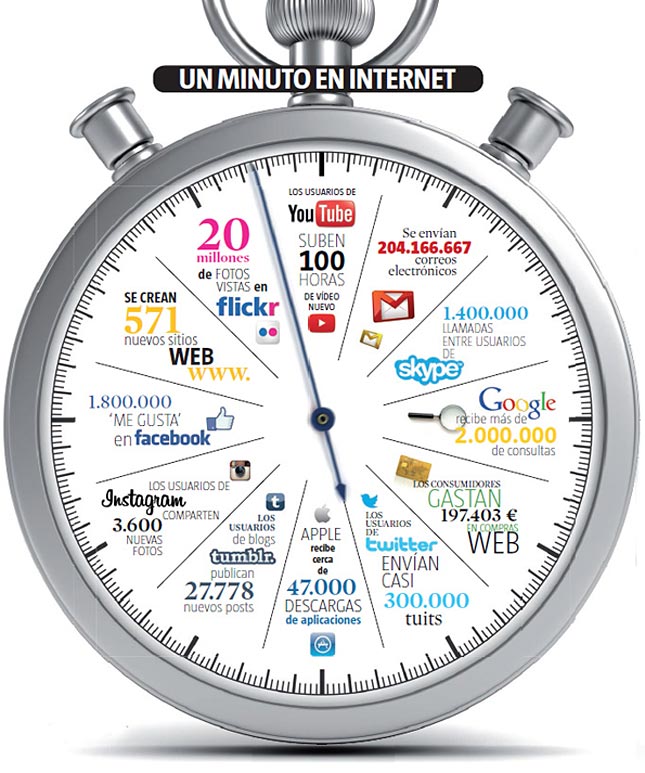 UN MINUTO EN INTERNET
LOS USUARIOS DE
YouTube
SUBEN
100
HORAS
DE VÍDEO
NUEVO
Se envían
204.166.667
correos
electrónicos
1.400.000
LLAMADAS
ENTRE USUARIOS
DE
skype
Google
recibe más de
2.000.000
de consultas
LOS CONSUMIDORES
GASTAN
197.403 €
EN COMPRAS
WEB
LOS
USUARIOS
DE
twitter
ENVÍAN
CASI
300.000
tuits
APPLE
recibe
cerca
de
47.000
DESCARGAS
de aplicaciones
t
LOS
USUARIOS
de blogs
tumblr.
publican
27.778
nuevos posts
LOS USUARIOS DE
Instagram
COMPARTEN
3.600
NUEVAS
FOTOS
1.800.000
‘ME GUSTA’
en facebook
SE CREAN
571
nuevos sitios
WEB
www.
20
millones
de FOTOS
VISTAS en
flickr